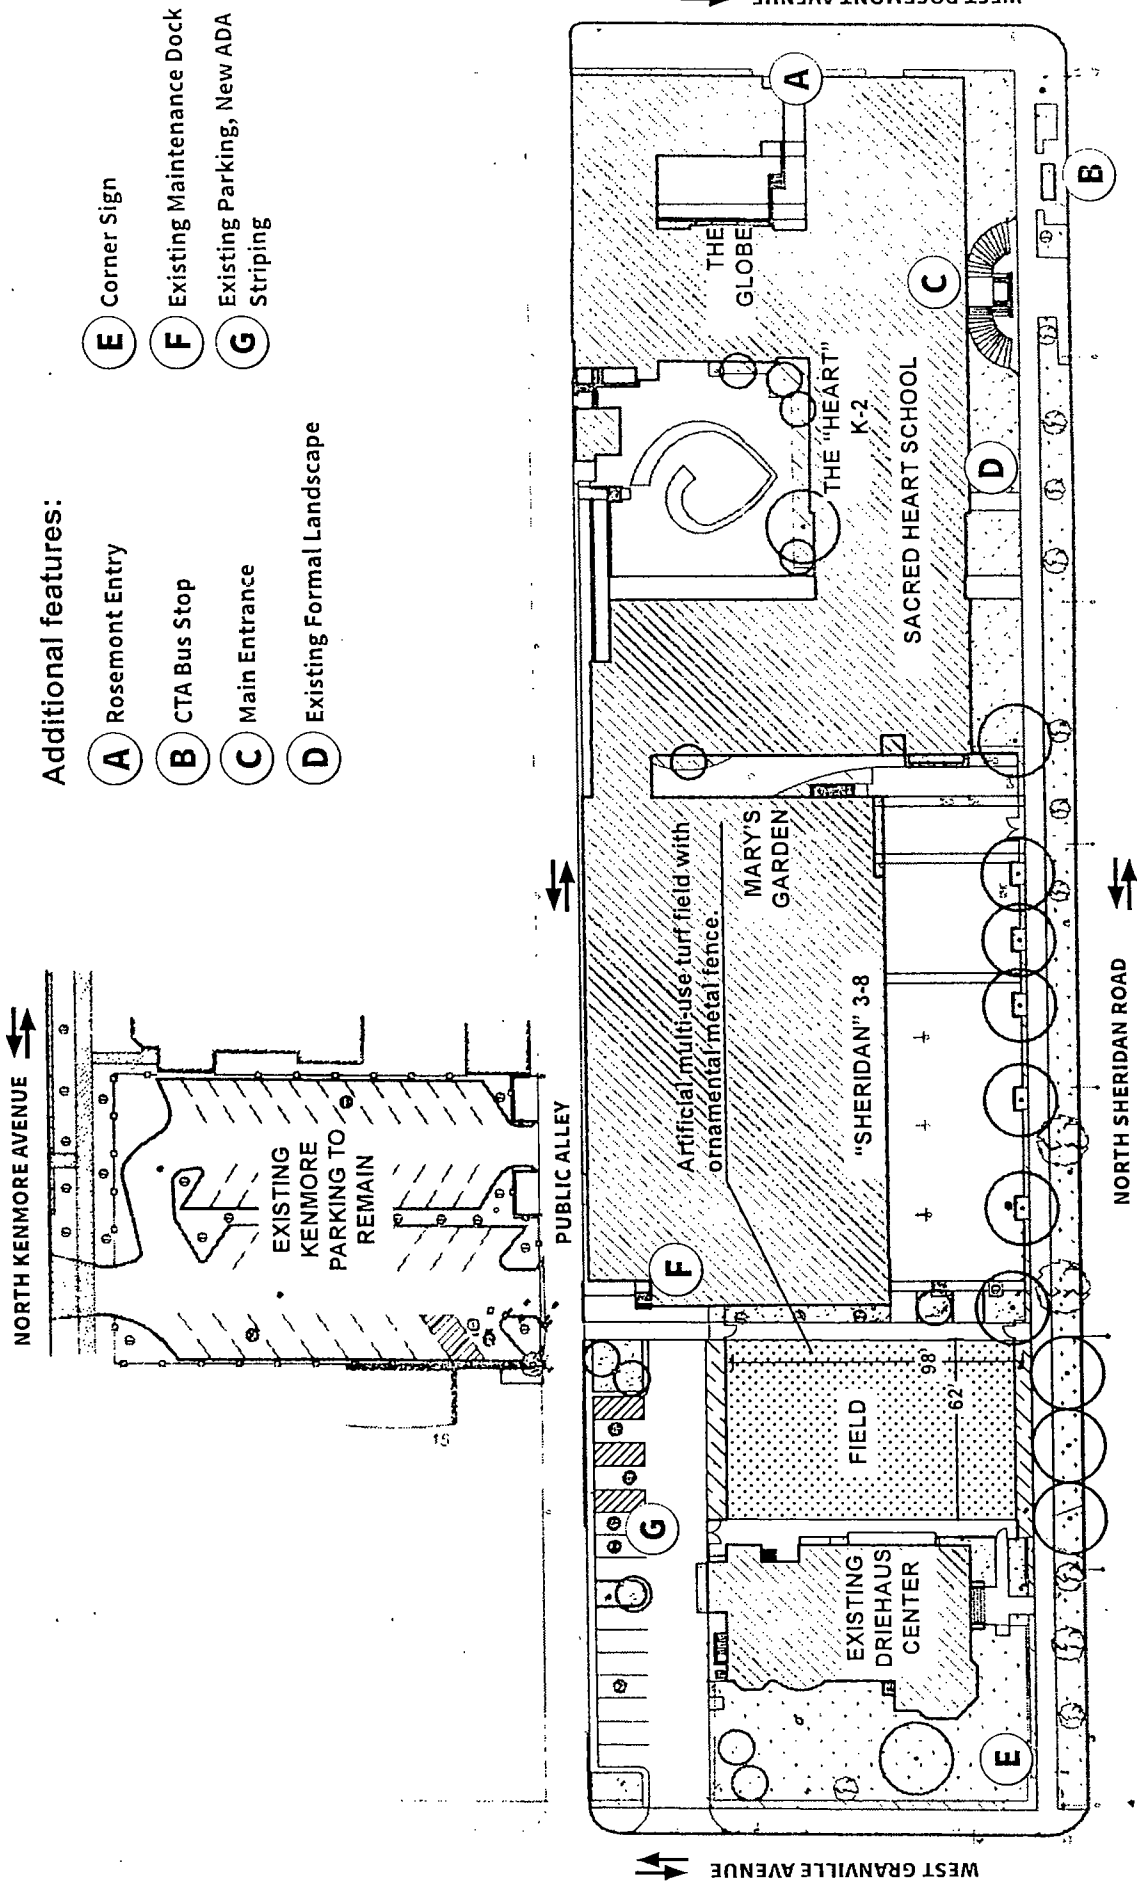 Additional features:
A Rosemont Entry
B CTA Bus Stop
C Main Entrance
D Existing Formal Landscape
E Corner Sign
F Existing Maintenance Dock
G Existing Parking, New ADA
Striping
NORTH KENMORE AVENUE
EXISTING
KENMORE
PARKING TO
REMAIN
15
PUBLIC ALLEY
WEST GRANVILLE AVENUE
G
EXISTING
DRIEHAUS
CENTER
E
FIELD
98'
62'
F
Artificial multi-use turf field with
ornamental metal fence.
MARY'S
GARDEN
"SHERIDAN" 3-8
THE
GLOBE
THE "HEART"
K-2
SACRED HEART SCHOOL
A
B
C
D
NORTH SHERIDAN ROAD
WEST ROSEMONT AVENUE